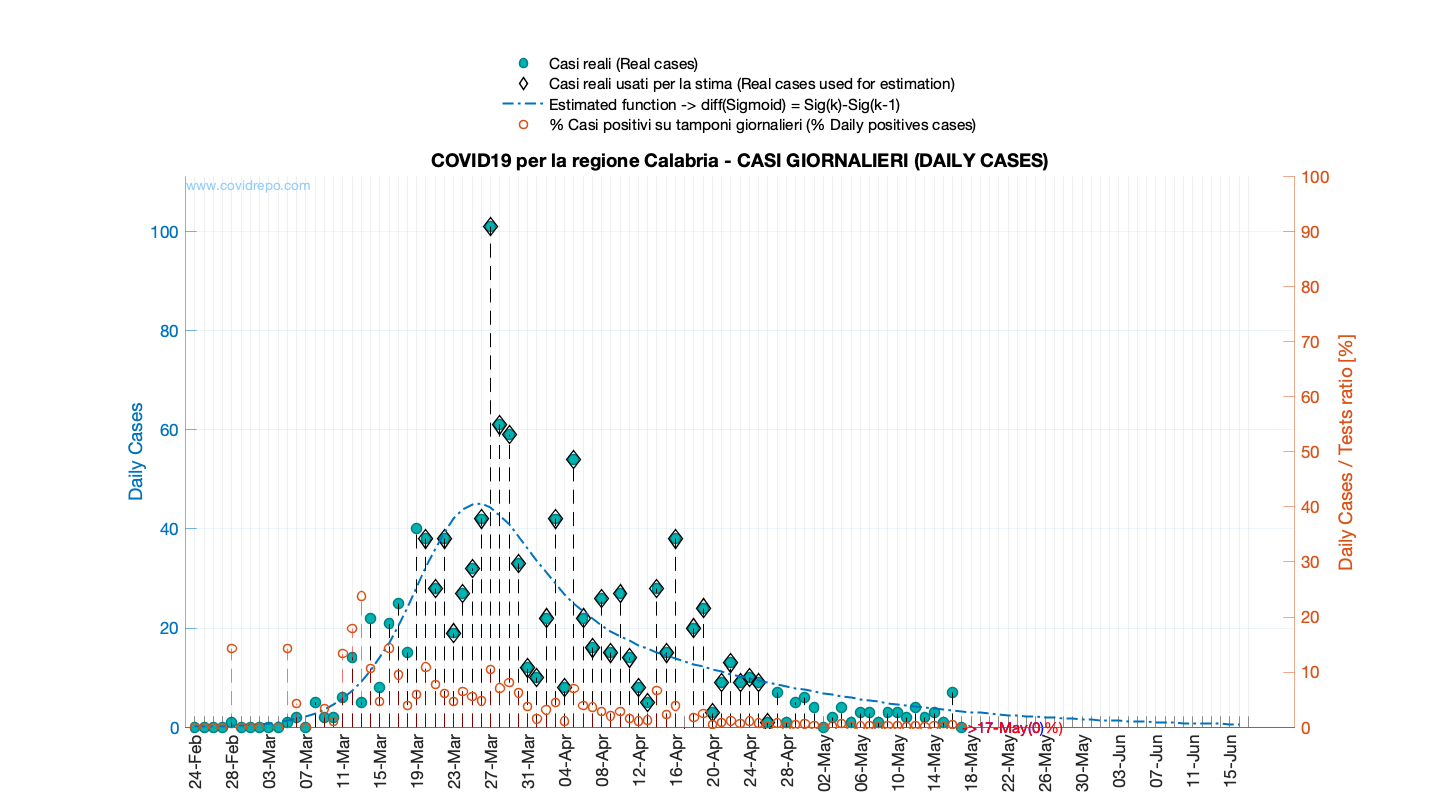 Casi reali (Real cases)
Casi reali usati per la stima (Real cases used for estimation)
Estimated function -> diff(Sigmoid) = Sig(k)-Sig(k-1)
% Casi positivi su tamponi giornalieri (% Daily positives cases)
COVID19 per la regione Calabria - CASI GIORNALIERI (DAILY CASES)
www.covidrepo.com
Daily Cases
100
80
60
40
20
0
Daily Cases / Tests ratio [%]
100
90
80
70
60
50
40
30
20
10
0
->17-May(0,%)
24-Feb
28-Feb
03-Mar
07-Mar
11-Mar
15-Mar
19-Mar
23-Mar
27-Mar
31-Mar
04-Apr
08-Apr
12-Apr
16-Apr
20-Apr
24-Apr
28-Apr
02-May
06-May
10-May
14-May
18-May
22-May
26-May
30-May
03-Jun
07-Jun
11-Jun
15-Jun